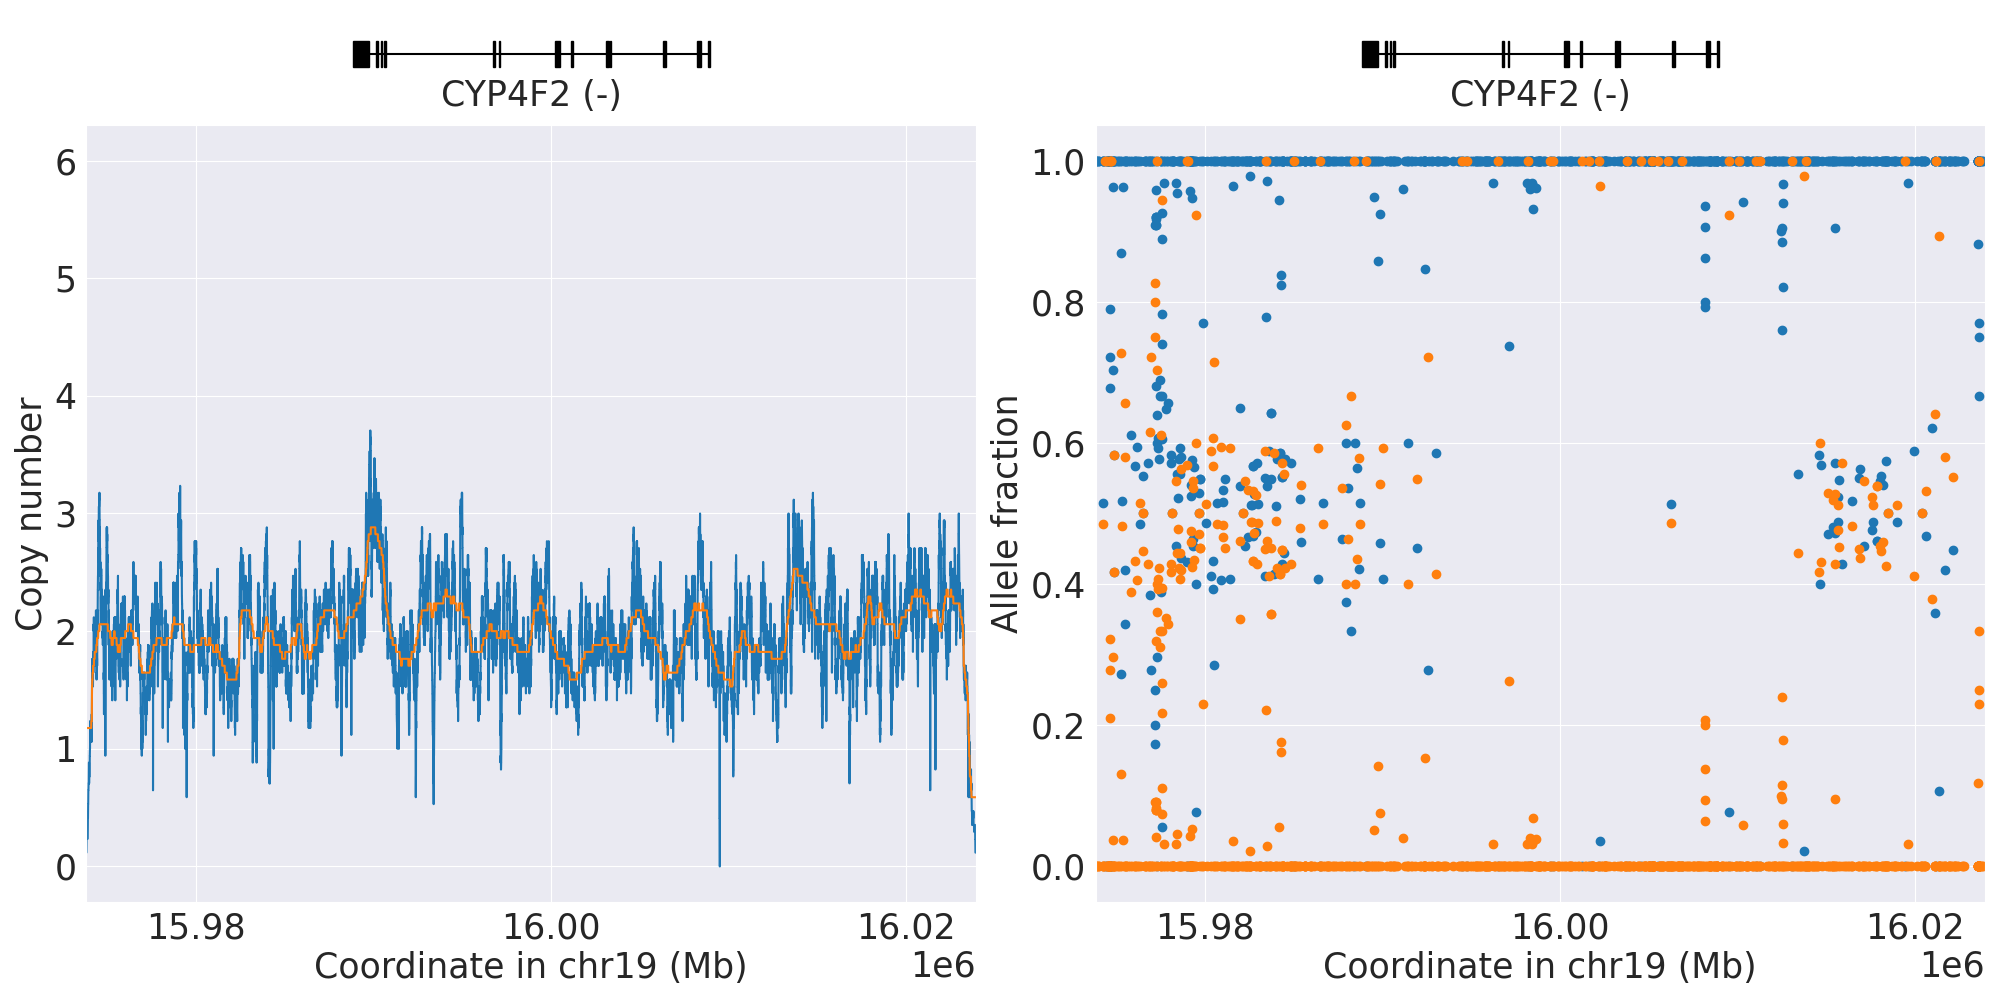 CYP4F2 (-)
6
5
4
3
2
1
0
Copy number
15.98
16.00
16.02
Coordinate in chr19 (Mb)
1e6
CYP4F2 (-)
1.0
0.8
0.6
0.4
0.2
0.0
Allele fraction
15.98
16.00
16.02
Coordinate in chr19 (Mb)
1e6